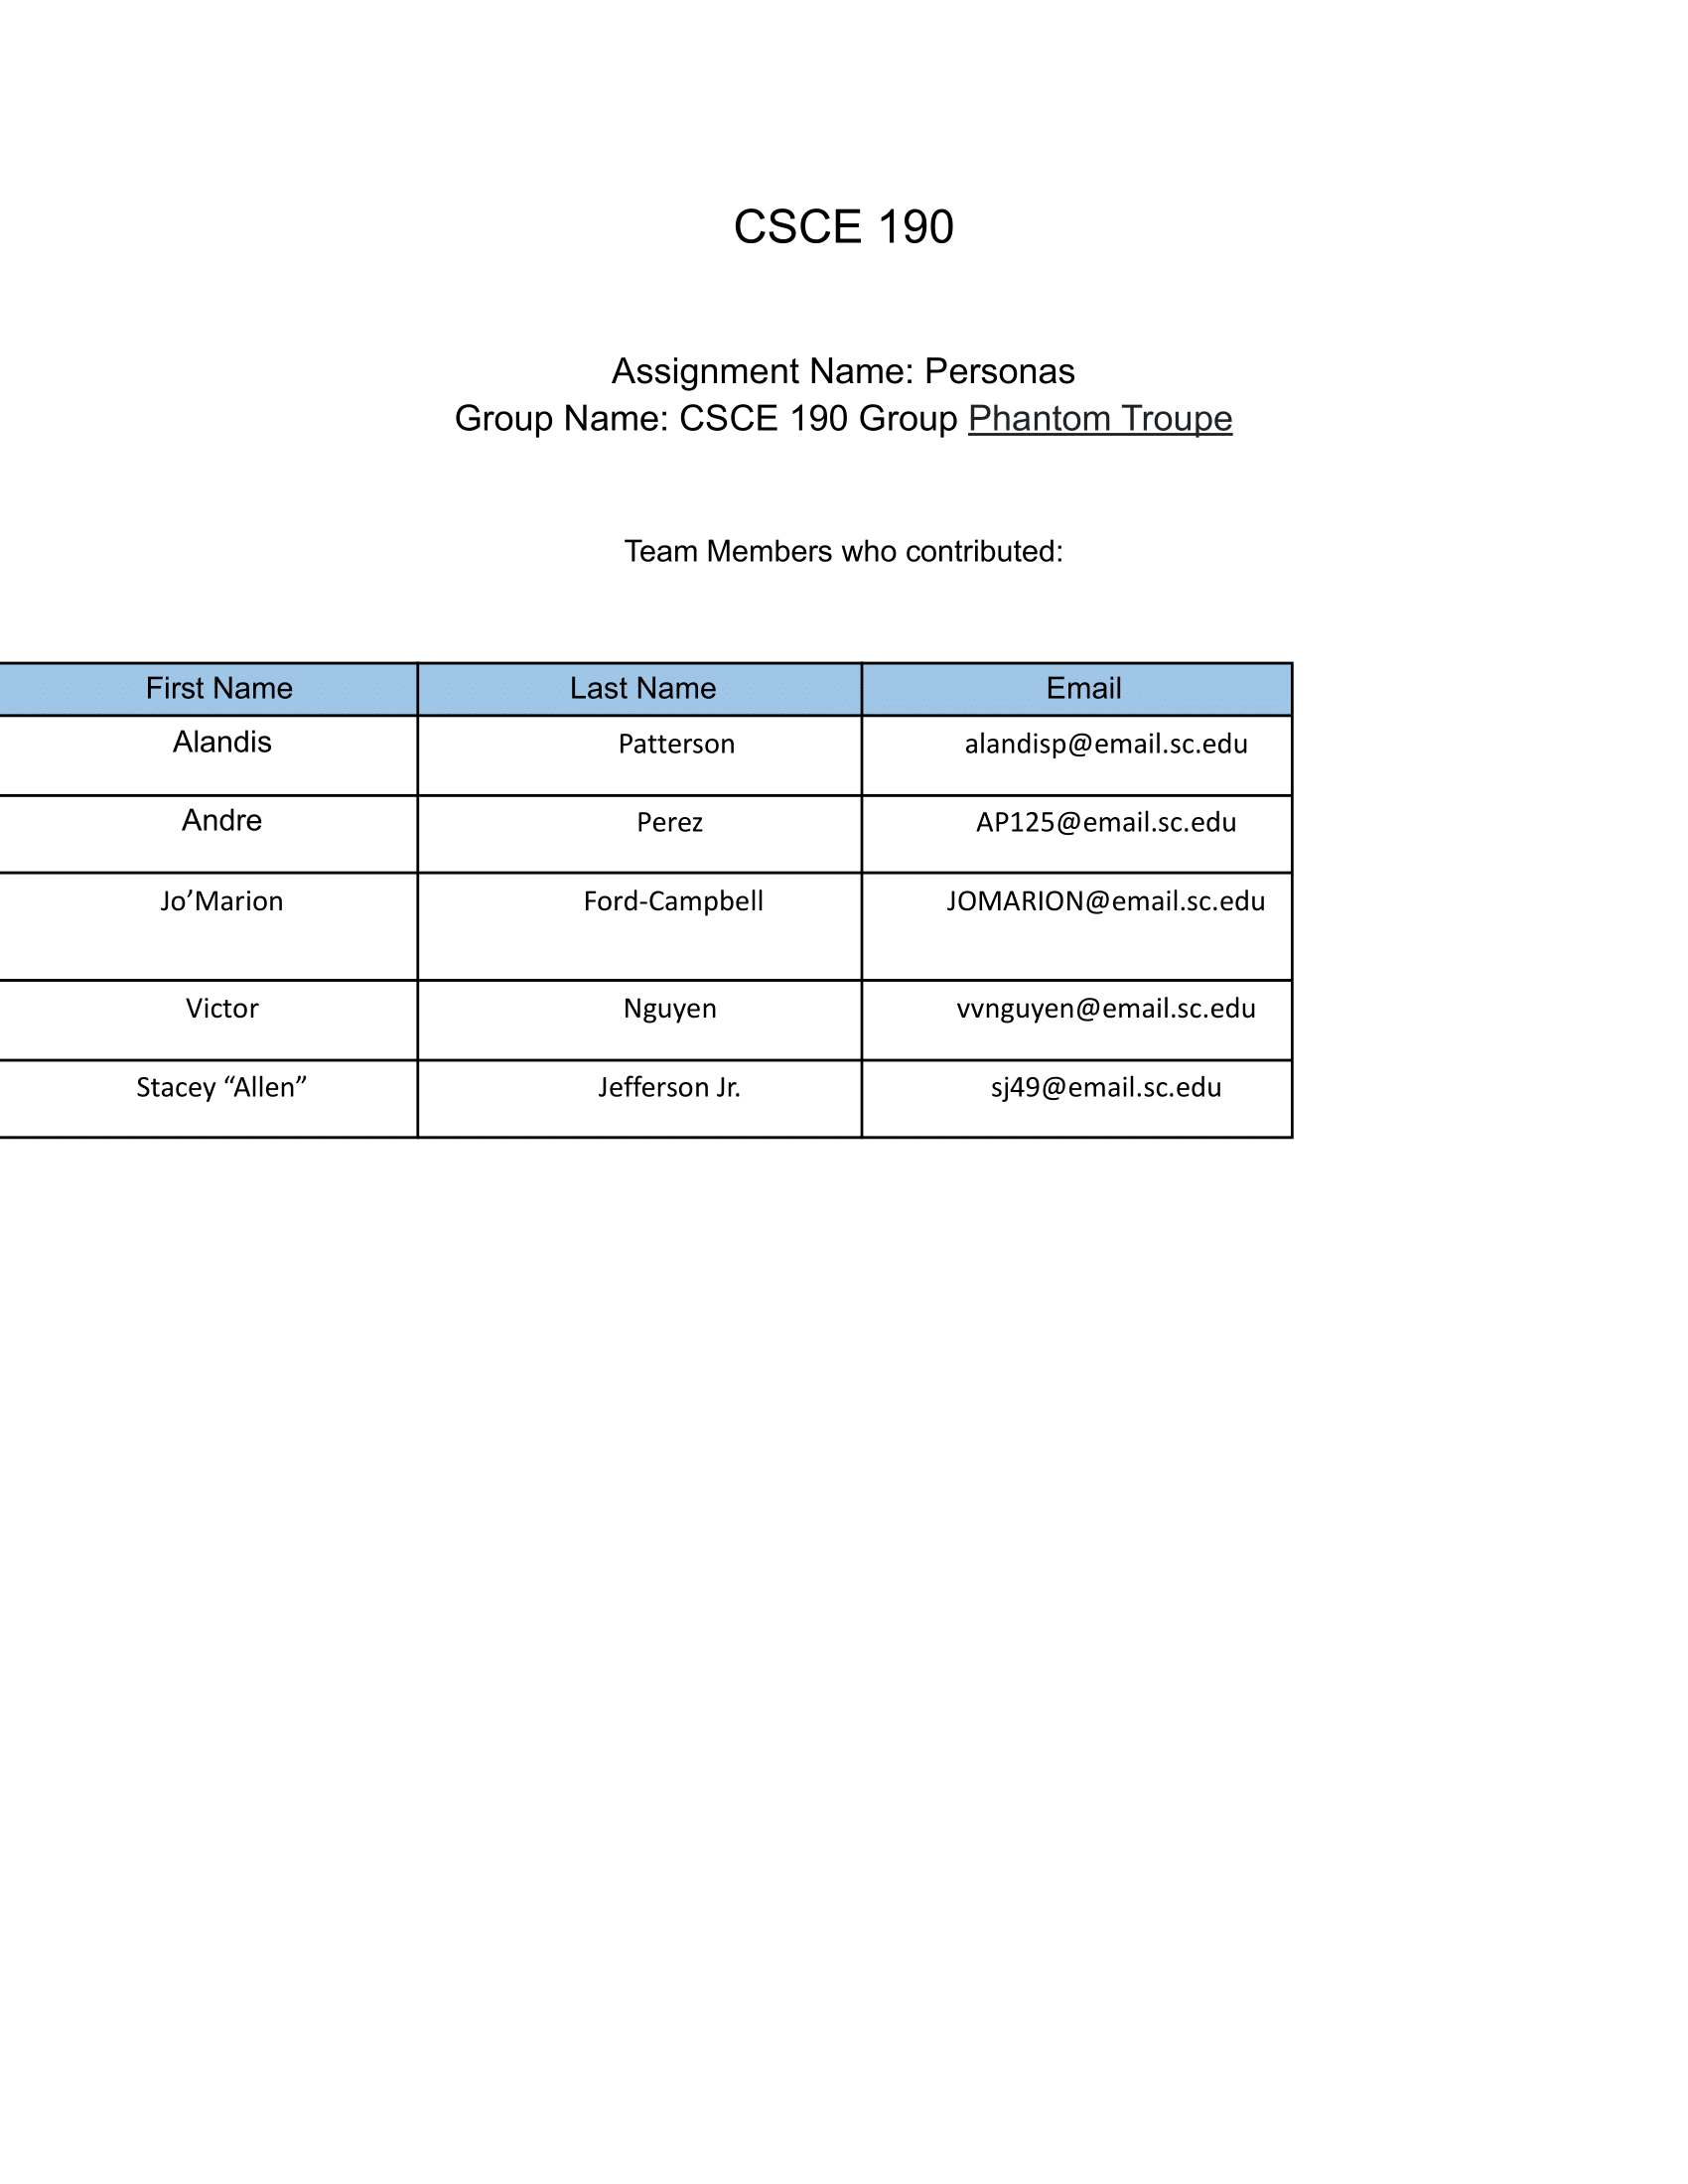 CSCE 190
Assignment Name: Personas
Group Name: CSCE 190 Group Phantom Troupe
Team Members who contributed:
First Name Last Name Email
Alandis Patterson alandisp@email.sc.edu
Andre Perez AP125@email.sc.edu
Jo’Marion Ford-Campbell JOMARION@email.sc.edu
Victor Nguyen vvnguyen@email.sc.edu
Stacey “Allen” Jefferson Jr. sj49@email.sc.edu